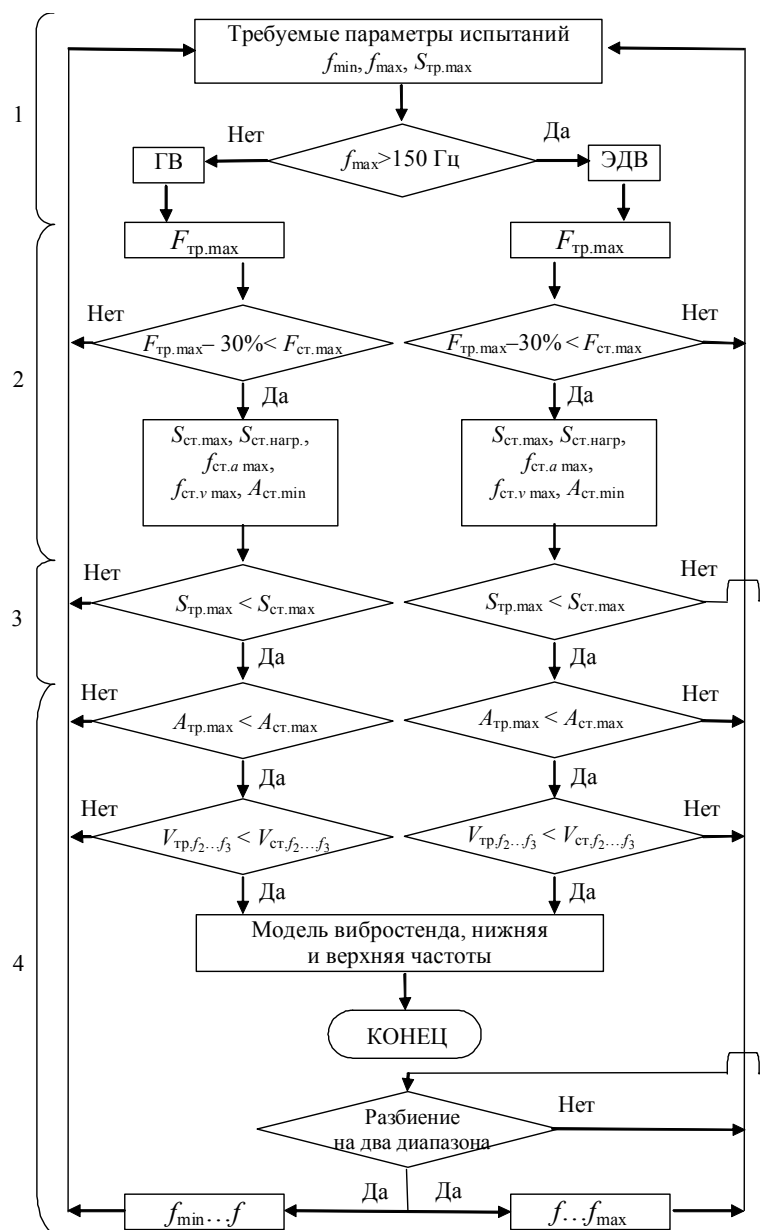 Требуемые параметры испытаний
f_min, f_max, S_тр.max
1
Нет
Да
ГВ
f_max>150 Гц
ЭДВ
F_тр.max
F_тр.max
Нет
Нет
F_тр.max– 30%< F_ст.max
F_тр.max–30% < F_ст.max
2
Да
Да
S_ст.max, S_ст.нагр.,
f_ст.a max,
f_ст.v max, A_ст.min
S_ст.max, S_ст.нагр,
f_ст.a max,
f_ст.v max, A_ст.min
Нет
Нет
3
S_тр.max < S_ст.max
S_тр.max < S_ст.max
Да
Да
Нет
Нет
A_тр.max < A_ст.max
A_тр.max < A_ст.max
Да
Да
Нет
Нет
V_тр,f2…f3 < V_ст,f2…f3
V_тр,f2…f3 < V_ст,f2…f3
Да
Да
4
Модель вибростенда, нижняя
и верхняя частоты
КОНЕЦ
Разбиение
на два диапазона
Нет
Да
Да
f_min…f
f…f_max